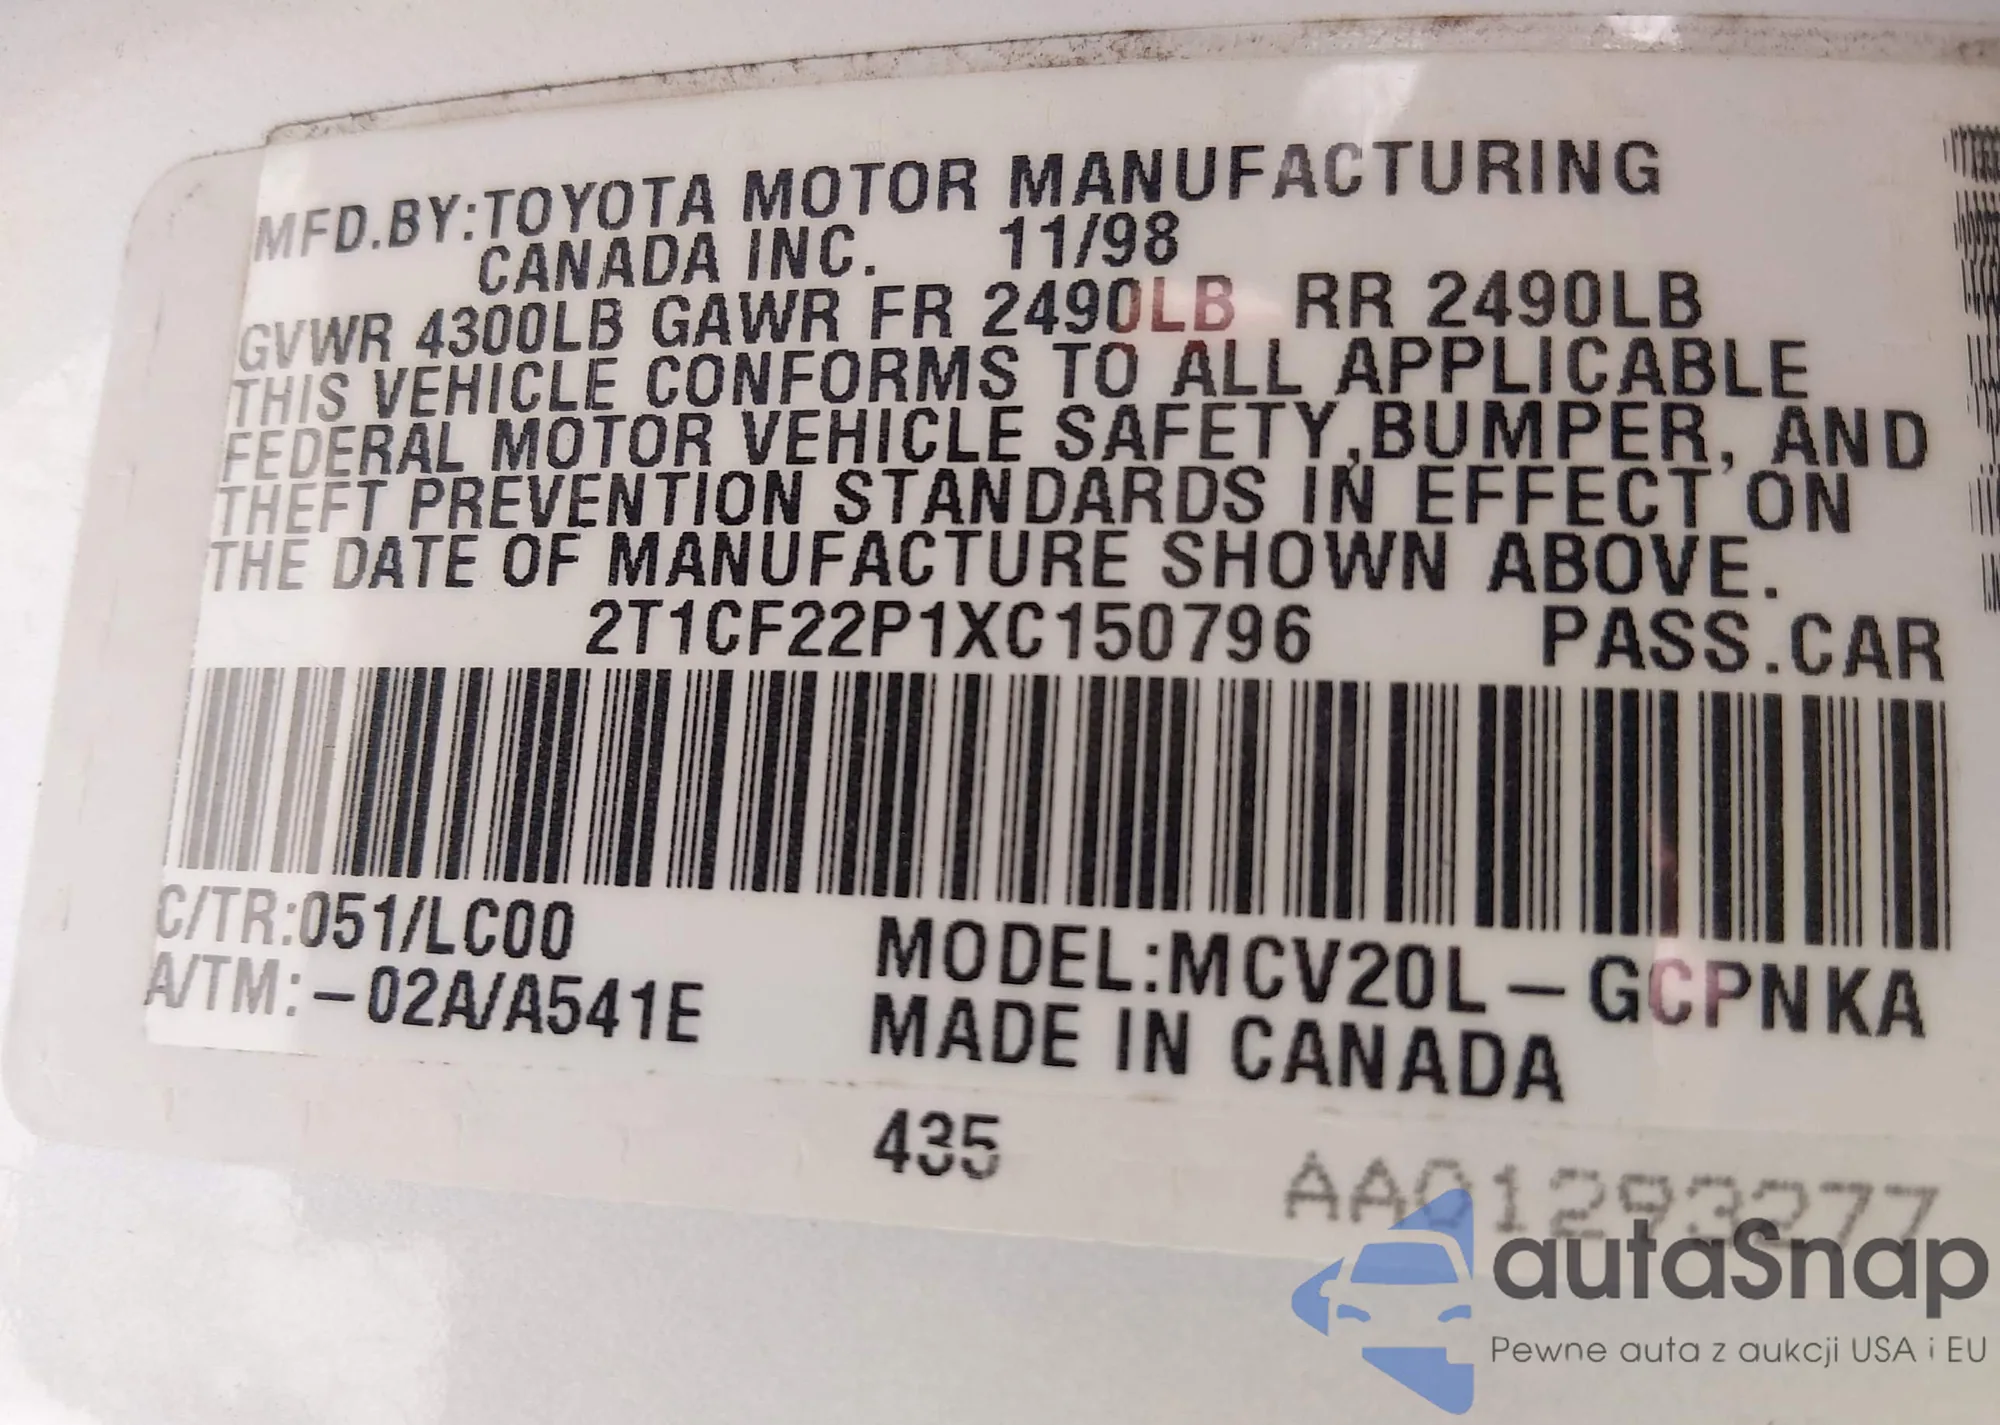 MFD.BY:TOYOTA MOTOR MANUFACTURING
CANADA INC. 11/98
GVWR 4300LB GAWR FR 2490LB RR 2490LB
THIS VEHICLE CONFORMS TO ALL APPLICABLE
FEDERAL MOTOR VEHICLE SAFETY,BUMPER, AND
THEFT PREVENTION STANDARDS IN EFFECT ON
THE DATE OF MANUFACTURE SHOWN ABOVE.
2T1CF22P1XC150796 PASS.CAR
C/TR:051/LC00
A/TM:-02A/A541E
MODEL:MCV20L-GCPNKA
MADE IN CANADA
435
AA01293277
autaSnap
Pewne auta z aukcji USA i EU